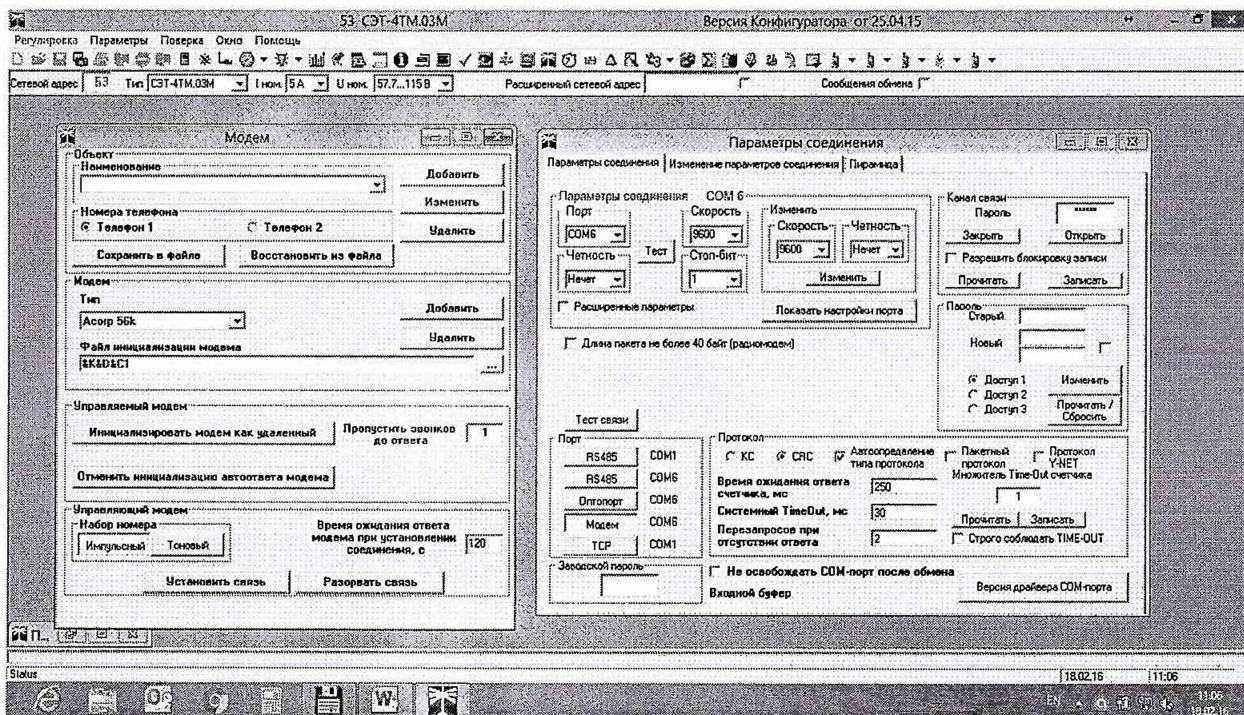 53 СЭТ-4ТМ.03М
Версия Конфигуратора от 25.04.15
Регулировка Параметры Поверка Окно Помощь
Сетевой адрес 53 Тип СЭТ-4ТМ.03М I ном. 5 А U ном. 57.7...115 В Расширенный сетевой адрес Сообщения обмена
Модем
Объект
Наименование
Добавить
Изменить
Номера телефона
Телефон 1 Телефон 2
Удалить
Сохранить в файле Восстановить из файла
Модем
Тип
Acorp 56k
Добавить
Удалить
Файл инициализации модема
&K&D&C1
...
Управляемый модем
Инициализировать модем как удаленный
Пропустить звонков
до ответа
1
Отменить инициализацию автоответа модема
Управляющий модем
Набор номера
Импульсный Тоновый
Время ожидания ответа
модема при установлении
соединения, с
120
Установить связь Разорвать связь
Параметры соединения
Параметры соединения Изменение параметров соединения Пирамида
Параметры соединения COM 6
Порт
COM6
Скорость
9600
Тест
Четность
Нечет
Стоп-бит
1
Изменить
Скорость
9600
Четность
Нечет
Изменить
Расширенные параметры
Показать настройки порта
Длина пакета не более 40 байт (радиомодем)
Канал связи
Пароль
Закрыть Открыть
Разрешить блокировку записи
Прочитать Записать
Пароль
Старый
Новый
Доступ 1
Доступ 2
Доступ 3
Изменить
Прочитать /
Сбросить
Тест связи
Порт
RS485 COM1
RS485 COM6
Оптопорт COM6
Модем COM6
TCP COM1
Протокол
КС CRC
Автоопределение
типа протокола
Пакетный
протокол
Протокол
Y-NET
Время ожидания ответа
счетчика, мс
250
Системный TimeOut, мс
30
Перезапросов при
отсутствии ответа
2
Множитель Time-Out счетчика
1
Прочитать Записать
Строго соблюдать TIME-OUT
Заводской пароль
Не освобождать COM-порт после обмена
Входной буфер
Версия драйвера COM-порта
П...
Status
18.02.16 11:06
EN
11:06
18.02.16